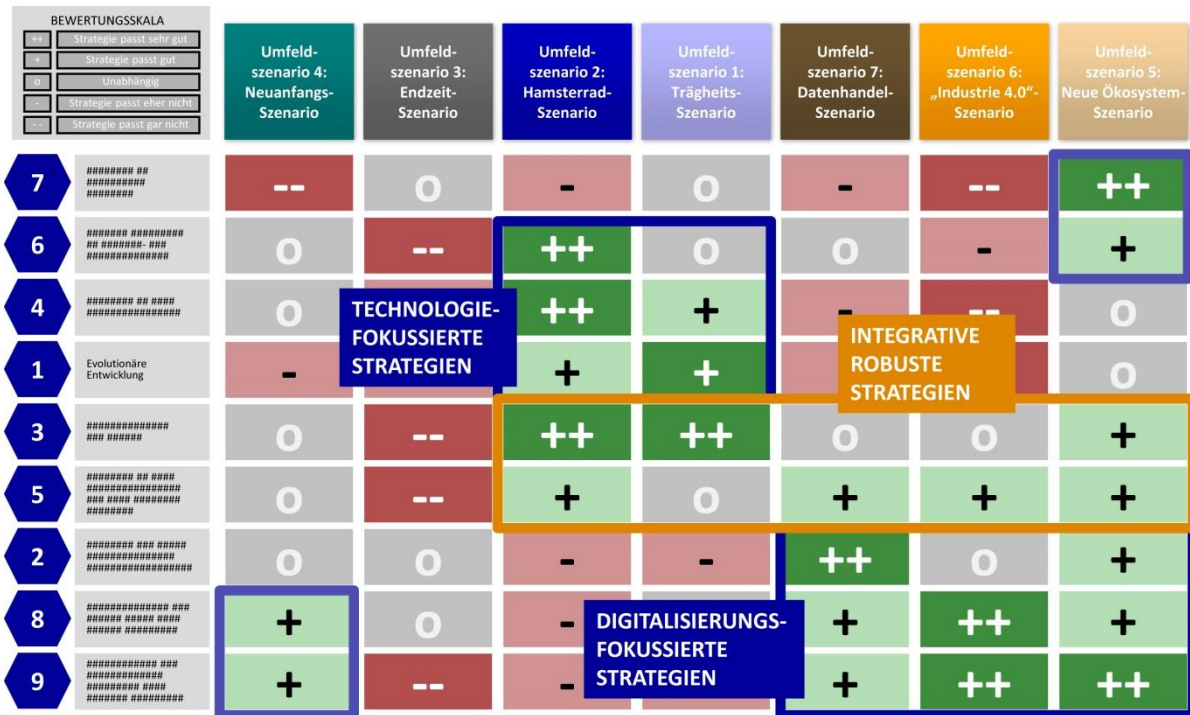 BEWERTUNGSSKALA
++ Strategie passt sehr gut
+ Strategie passt gut
o Unabhängig
- Strategie passt eher nicht
-- Strategie passt gar nicht
Umfeld-
szenario 4:
Neuanfangs-
Szenario
Umfeld-
szenario 3:
Endzeit-
Szenario
Umfeld-
szenario 2:
Hamsterrad-
Szenario
Umfeld-
szenario 1:
Trägheits-
Szenario
Umfeld-
szenario 7:
Datenhandel-
Szenario
Umfeld-
szenario 6:
„Industrie 4.0“-
Szenario
Umfeld-
szenario 5:
Neue Ökosystem-
Szenario
7
######## ##
##########
########
-- o - o - -- ++
6
####### #########
## #######- ###
##############
o -- ++ o o - +
4
######## ## ####
################
o ++ + - -- o
1
Evolutionäre
Entwicklung
- + + o
TECHNOLOGIE-
FOKUSSIERTE
STRATEGIEN
INTEGRATIVE
ROBUSTE
STRATEGIEN
3
##############
### ######
o -- ++ ++ o o +
5
######## ## ####
################
### #### ########
########
o -- + o + + +
2
######## ### #####
###############
##################
o o - - ++ o +
8
############## ###
###### ##### ####
###### #########
+ o - + ++ +
9
############ ###
#############
######### ####
####### #########
+ -- - + ++ ++
DIGITALISIERUNGS-
FOKUSSIERTE
STRATEGIEN